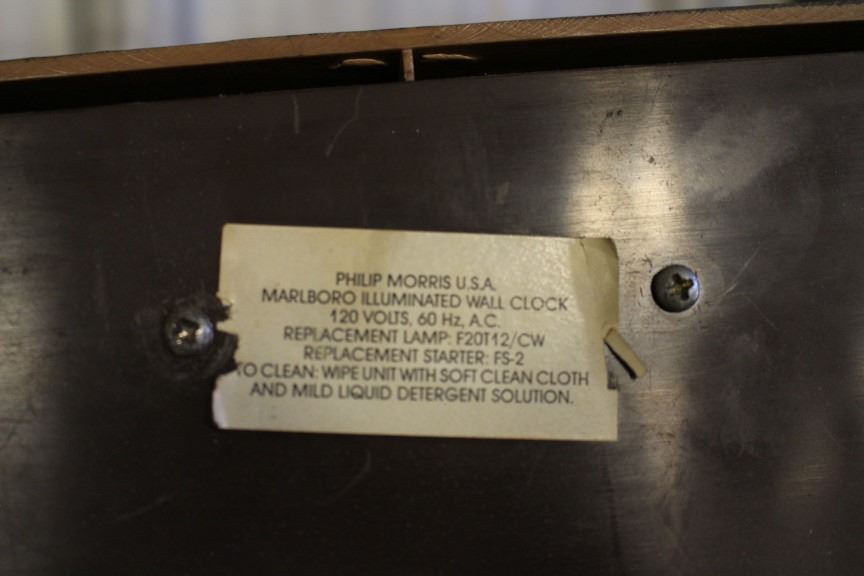 PHILIP MORRIS U.S.A.
MARLBORO ILLUMINATED WALL CLOCK
120 VOLTS, 60 Hz, A.C.
REPLACEMENT LAMP: F20T12/CW
REPLACEMENT STARTER: FS-2
TO CLEAN: WIPE UNIT WITH SOFT CLEAN CLOTH
AND MILD LIQUID DETERGENT SOLUTION.